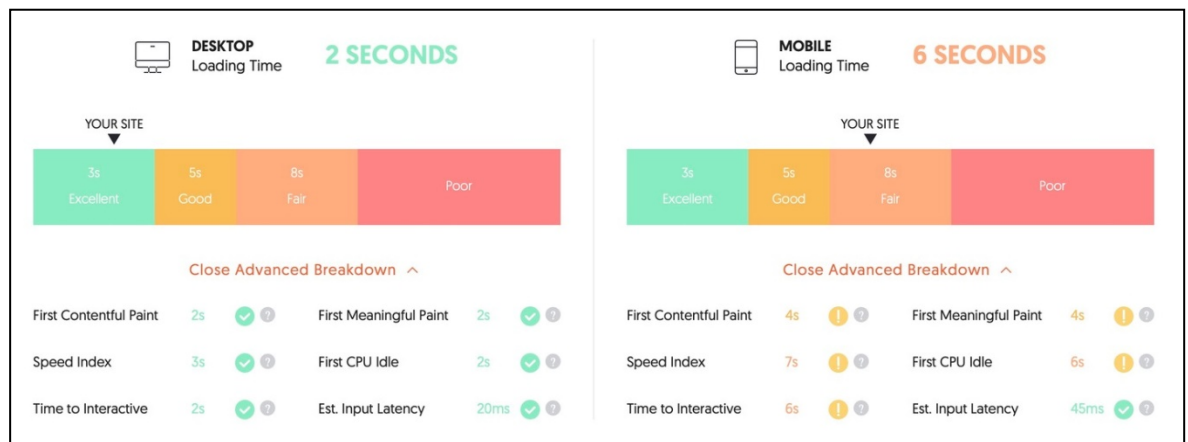 DESKTOP
Loading Time
2 SECONDS
YOUR SITE
3s
Excellent
5s
Good
8s
Fair
Poor
Close Advanced Breakdown
First Contentful Paint 2s ? First Meaningful Paint 2s ?
Speed Index 3s ? First CPU Idle 2s ?
Time to Interactive 2s ? Est. Input Latency 20ms ?
MOBILE
Loading Time
6 SECONDS
YOUR SITE
3s
Excellent
5s
Good
8s
Fair
Poor
Close Advanced Breakdown
First Contentful Paint 4s ! ? First Meaningful Paint 4s ! ?
Speed Index 7s ! ? First CPU Idle 6s ! ?
Time to Interactive 6s ! ? Est. Input Latency 45ms ?